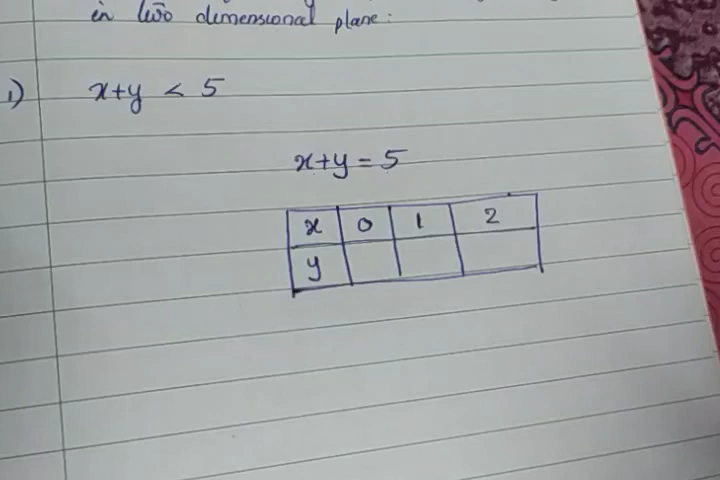 in two dimensional plane:
1) x+y < 5
x+y = 5
x 0 1 2
y